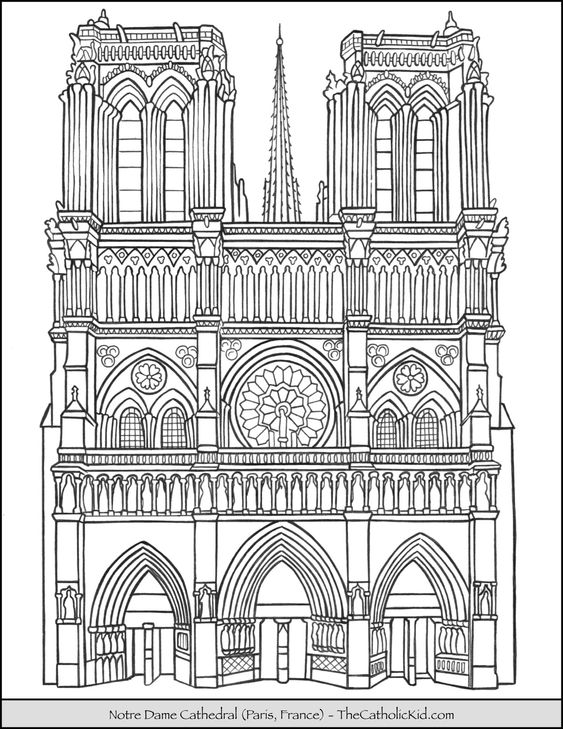 Notre Dame Cathedral (Paris, France) – TheCatholicKid.com